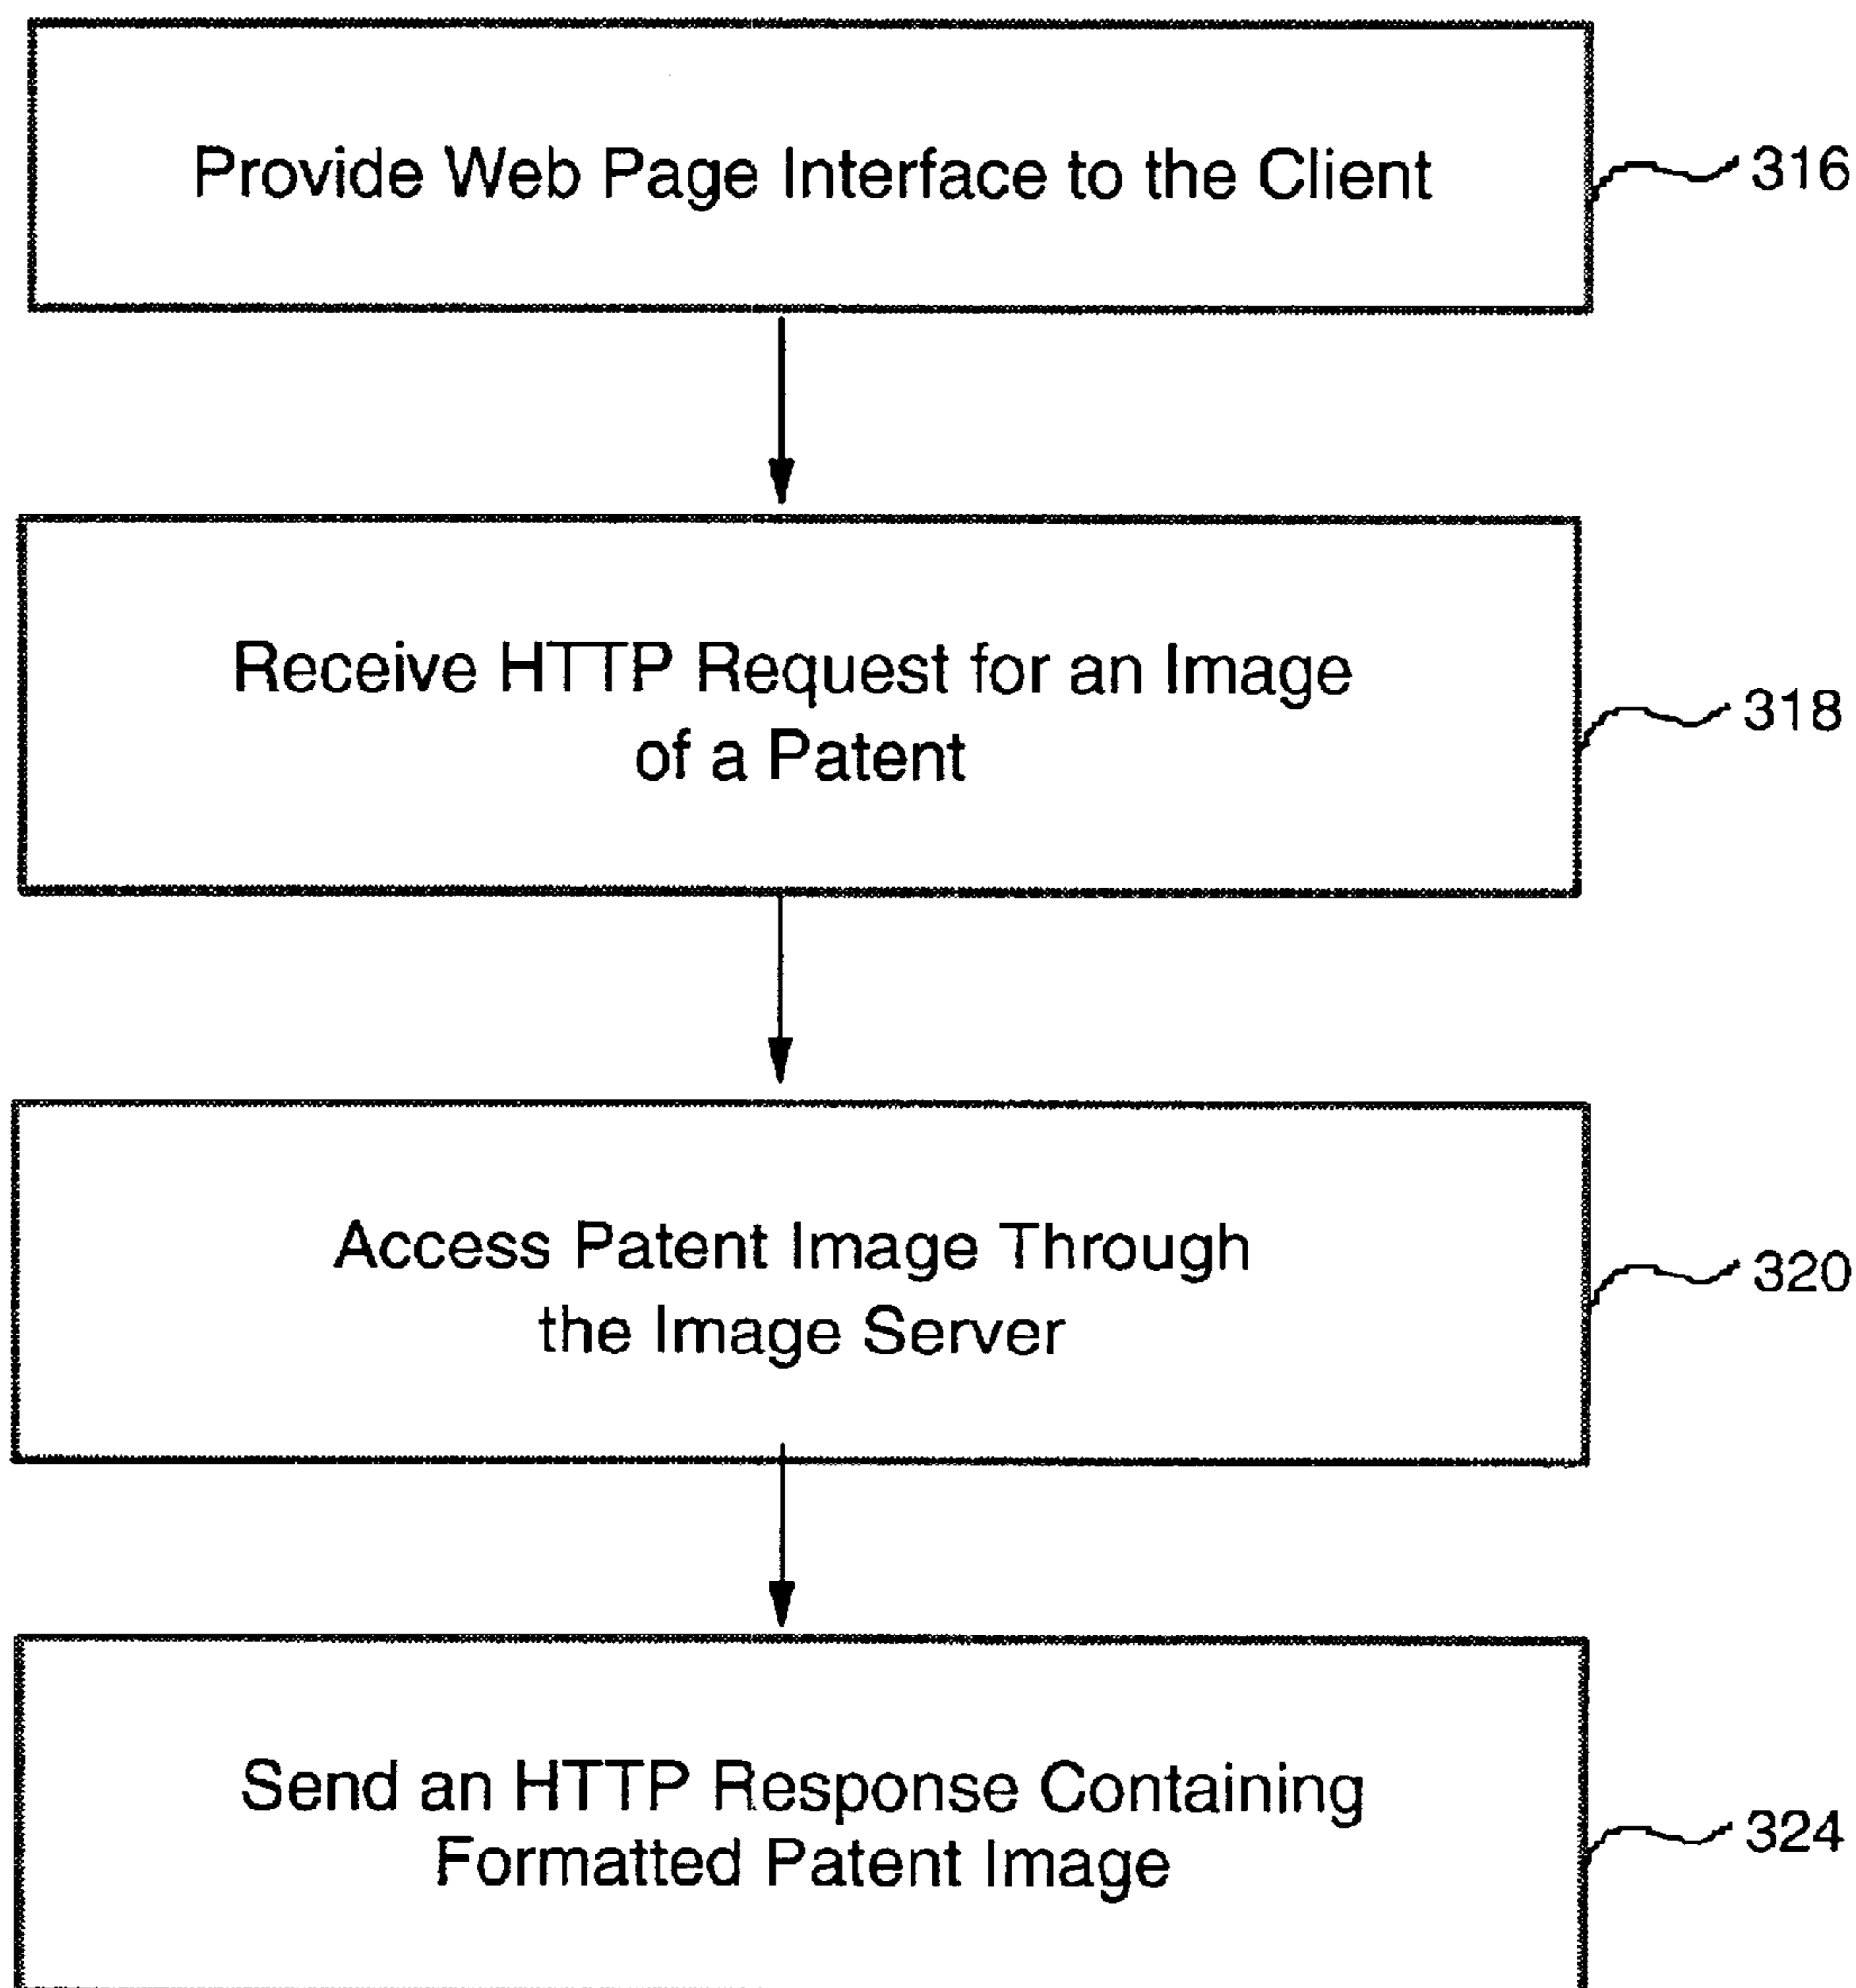 Provide Web Page Interface to the Client
316
Receive HTTP Request for an Image
of a Patent
318
Access Patent Image Through
the Image Server
320
Send an HTTP Response Containing
Formatted Patent Image
324